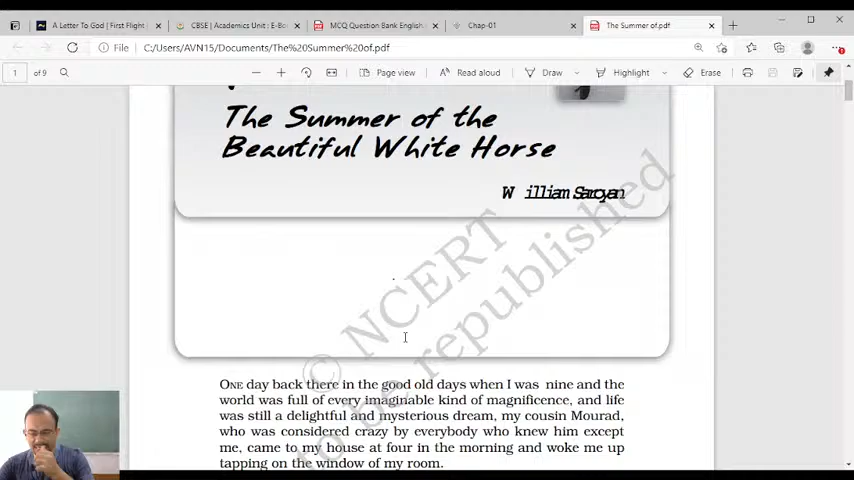 A Letter To God | First Flight
CBSE | Academics Unit : E-Bo
MCQ Question Bank English.
Chap-01
The Summer of.pdf
File
C:/Users/AVN15/Documents/The%20Summer%20of.pdf
1 of 9
Page view
Read aloud
Draw
Highlight
Erase
The Summer of the
Beautiful White Horse
William Saroyan
© NCERT
to be republished
ONE day back there in the good old days when I was nine and the
world was full of every imaginable kind of magnificence, and life
was still a delightful and mysterious dream, my cousin Mourad,
who was considered crazy by everybody who knew him except
me, came to my house at four in the morning and woke me up
tapping on the window of my room.